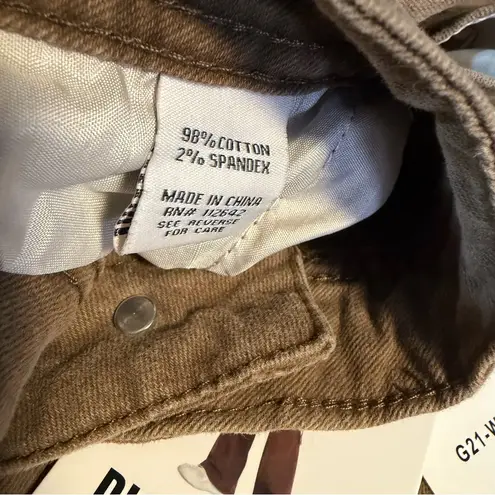 98% COTTON
2% SPANDEX
MADE IN CHINA
RN# 112642
SEE REVERSE
FOR CARE
G21-W